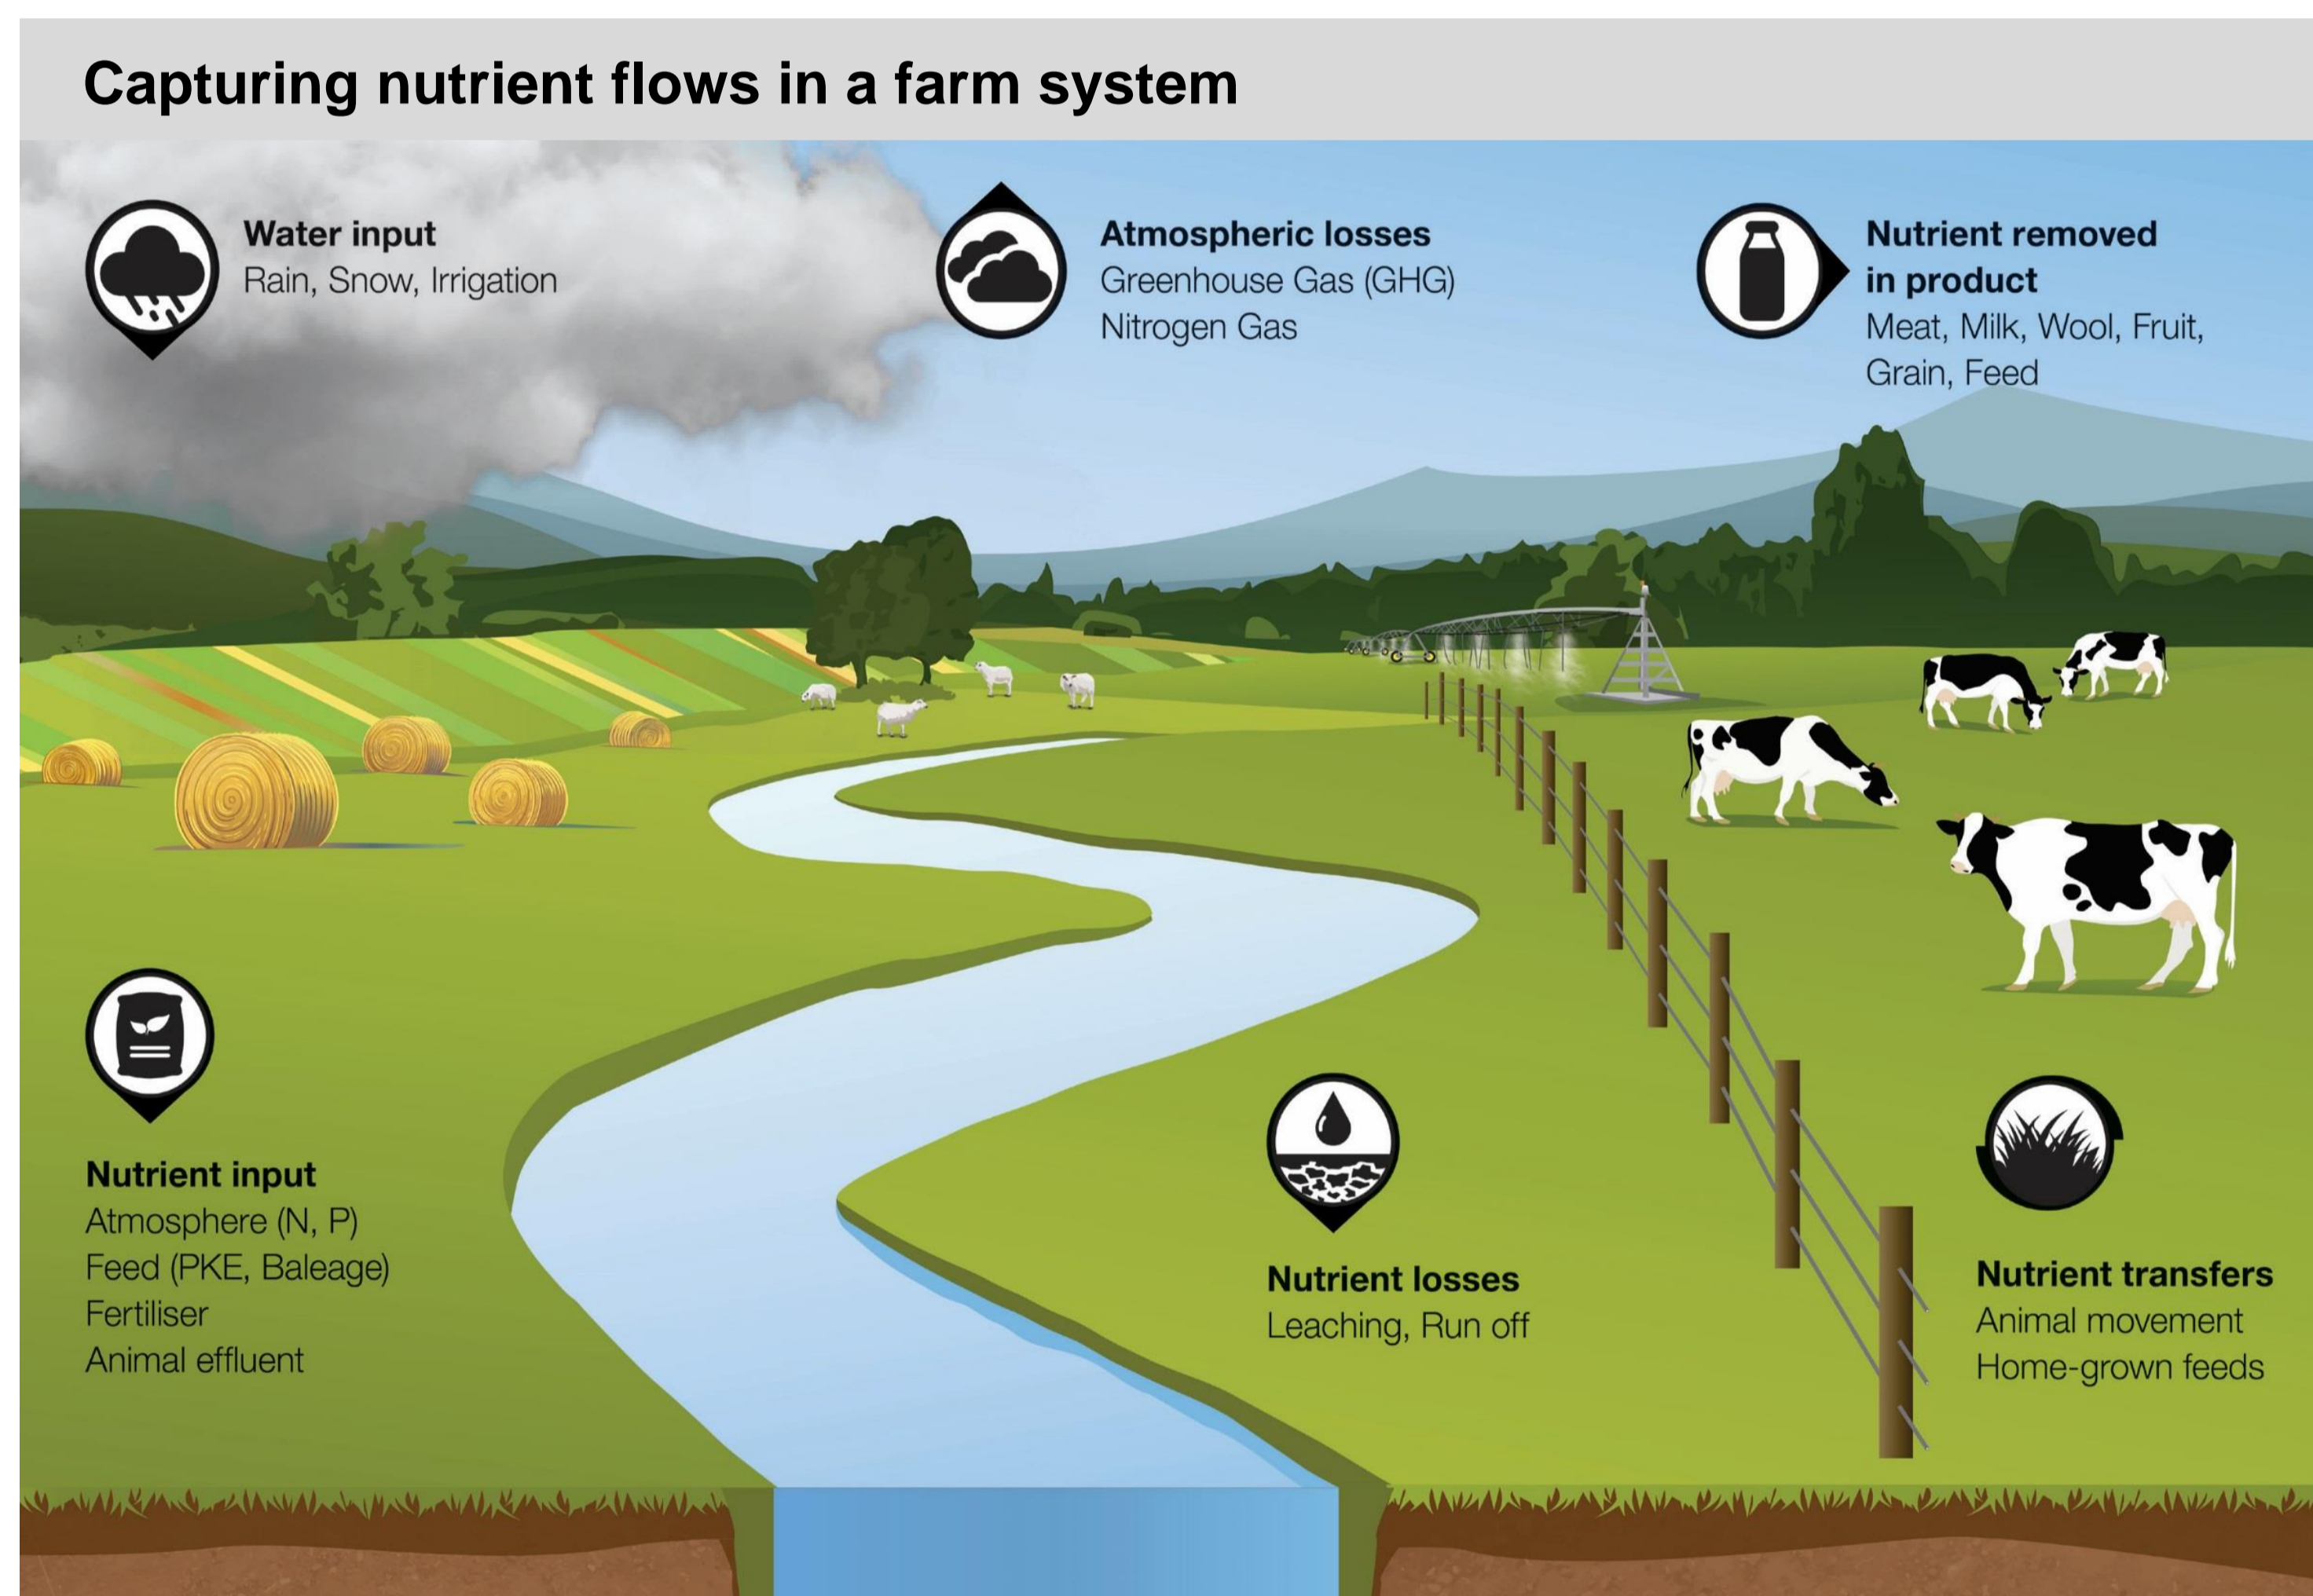 Capturing nutrient flows in a farm system
Water input
Rain, Snow, Irrigation
Atmospheric losses
Greenhouse Gas (GHG)
Nitrogen Gas
Nutrient removed
in product
Meat, Milk, Wool, Fruit,
Grain, Feed
Nutrient input
Atmosphere (N, P)
Feed (PKE, Baleage)
Fertiliser
Animal effluent
Nutrient losses
Leaching, Run off
Nutrient transfers
Animal movement
Home-grown feeds